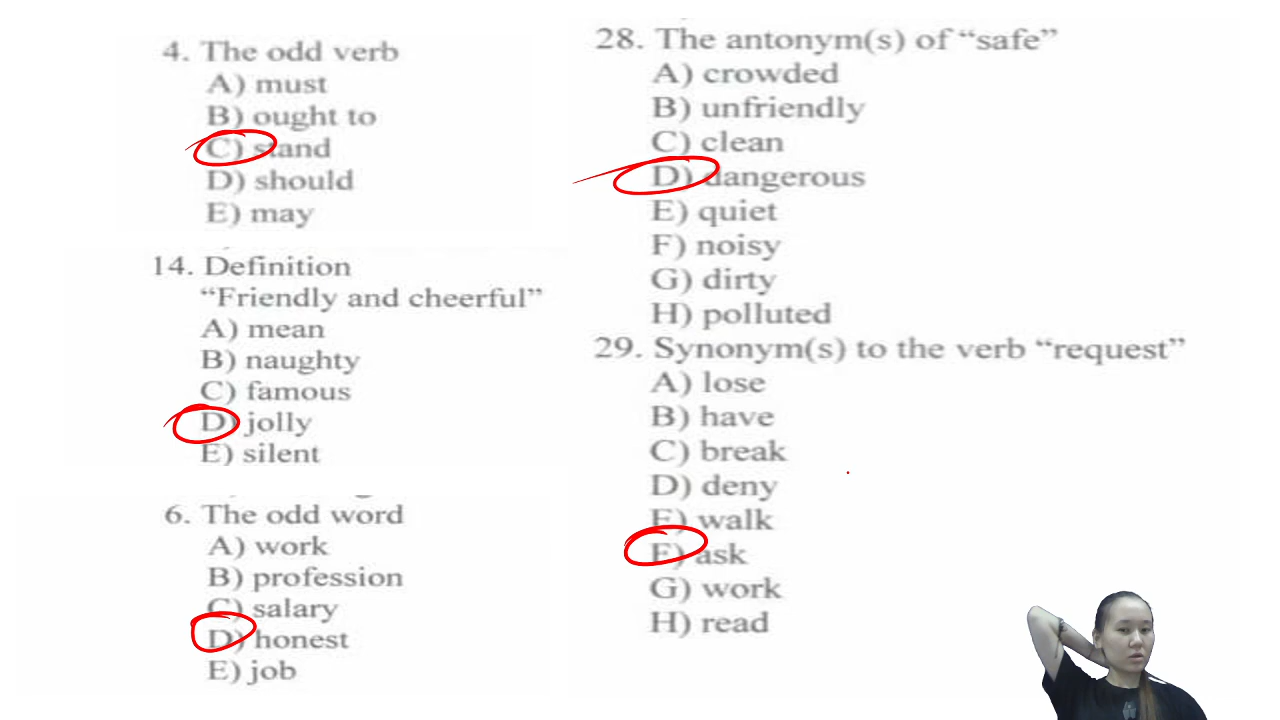 4. The odd verb
A) must
B) ought to
C) stand
D) should
E) may
14. Definition
"Friendly and cheerful"
A) mean
B) naughty
C) famous
D) jolly
E) silent
6. The odd word
A) work
B) profession
C) salary
D) honest
E) job
28. The antonym(s) of "safe"
A) crowded
B) unfriendly
C) clean
D) dangerous
E) quiet
F) noisy
G) dirty
H) polluted
29. Synonym(s) to the verb "request"
A) lose
B) have
C) break
D) deny
E) walk
F) ask
G) work
H) read